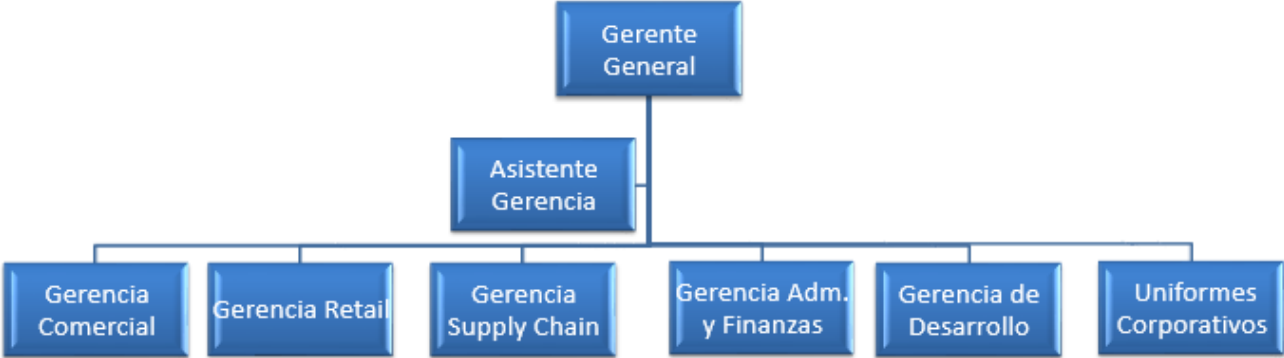 Gerente
General
Asistente
Gerencia
Gerencia
Comercial
Gerencia Retail
Gerencia
Supply Chain
Gerencia Adm.
y Finanzas
Gerencia de
Desarrollo
Uniformes
Corporativos